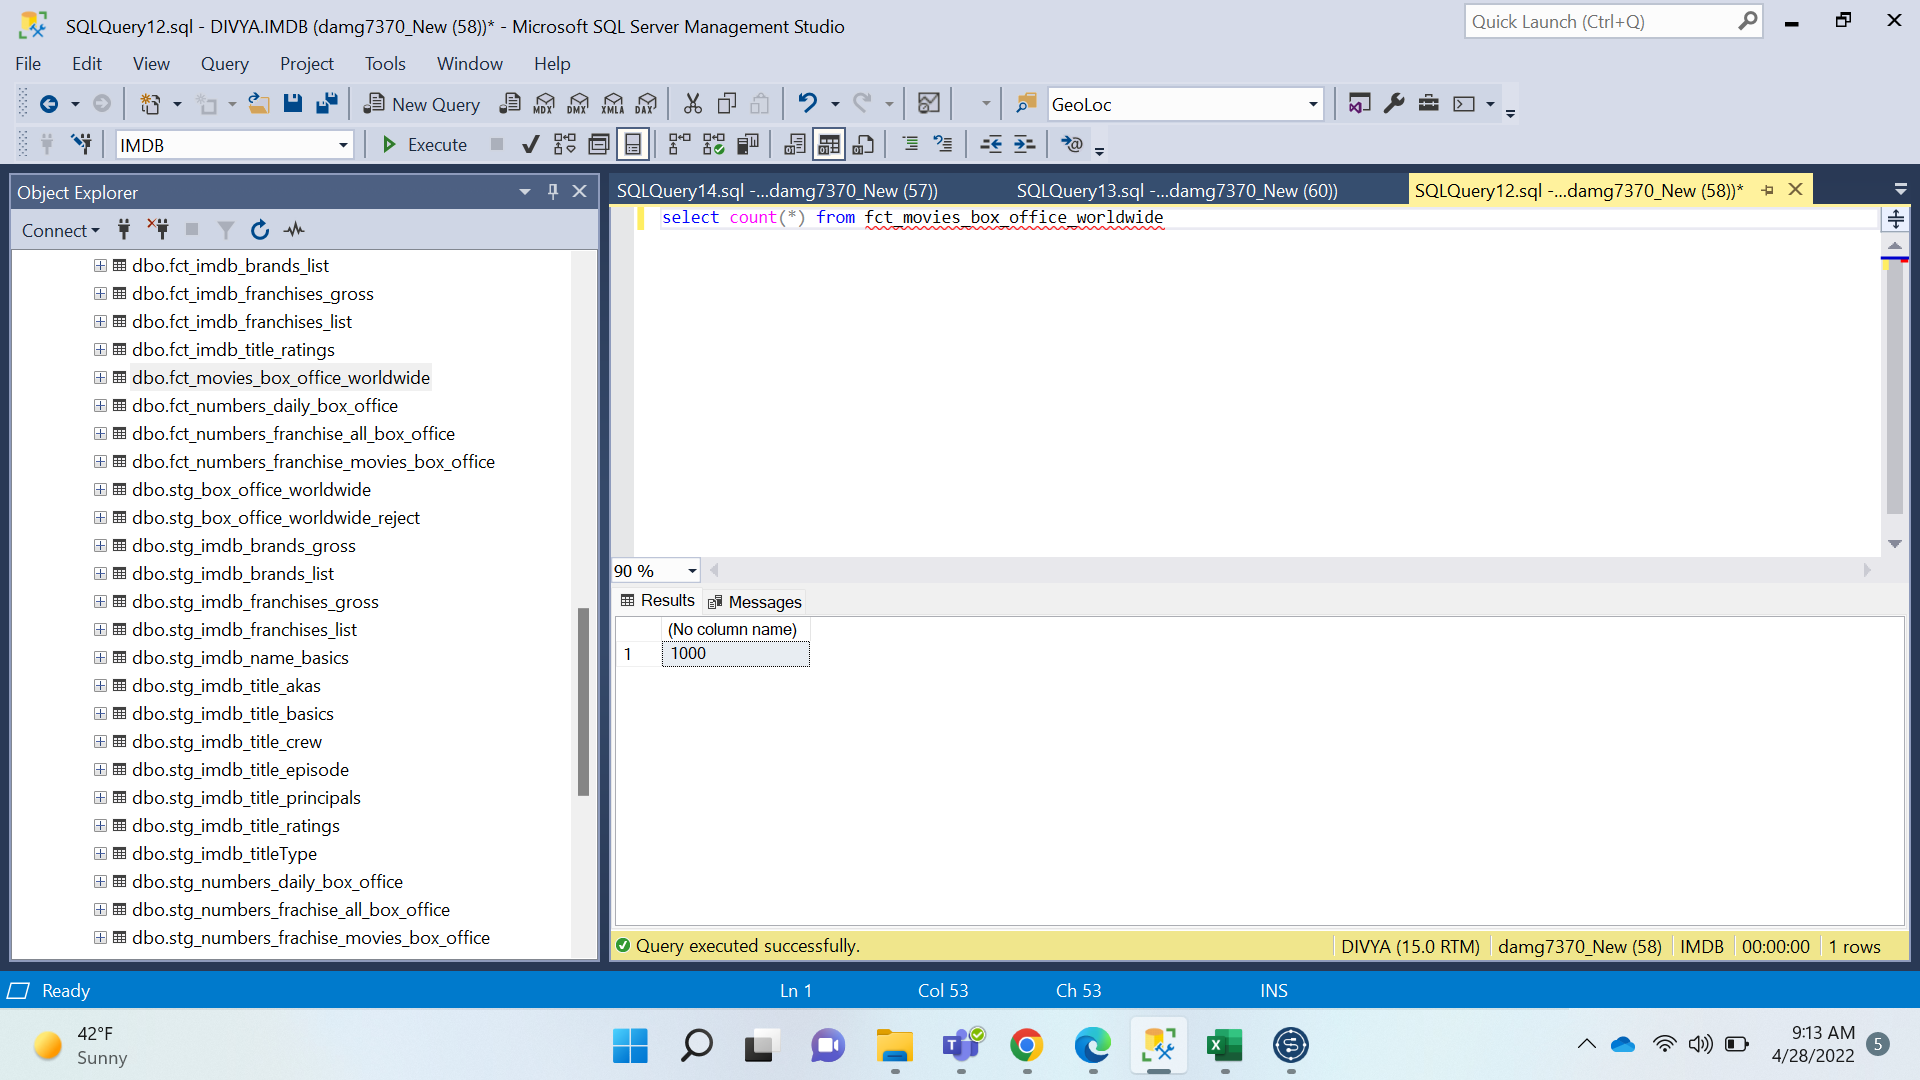 SQLQuery12.sql - DIVYA.IMDB (damg7370_New (58))* - Microsoft SQL Server Management Studio
Quick Launch (Ctrl+Q)
File Edit View Query Project Tools Window Help
New Query MDX DMX XMLA DAX GeoLoc
IMDB Execute
Object Explorer
Connect
dbo.fct_imdb_brands_list
dbo.fct_imdb_franchises_gross
dbo.fct_imdb_franchises_list
dbo.fct_imdb_title_ratings
dbo.fct_movies_box_office_worldwide
dbo.fct_numbers_daily_box_office
dbo.fct_numbers_franchise_all_box_office
dbo.fct_numbers_franchise_movies_box_office
dbo.stg_box_office_worldwide
dbo.stg_box_office_worldwide_reject
dbo.stg_imdb_brands_gross
dbo.stg_imdb_brands_list
dbo.stg_imdb_franchises_gross
dbo.stg_imdb_franchises_list
dbo.stg_imdb_name_basics
dbo.stg_imdb_title_akas
dbo.stg_imdb_title_basics
dbo.stg_imdb_title_crew
dbo.stg_imdb_title_episode
dbo.stg_imdb_title_principals
dbo.stg_imdb_title_ratings
dbo.stg_imdb_titleType
dbo.stg_numbers_daily_box_office
dbo.stg_numbers_frachise_all_box_office
dbo.stg_numbers_frachise_movies_box_office
SQLQuery14.sql -...damg7370_New (57)) SQLQuery13.sql -...damg7370_New (60)) SQLQuery12.sql -...damg7370_New (58))*
select count(*) from fct_movies_box_office_worldwide
90 %
Results Messages
(No column name)
1 1000
Query executed successfully. DIVYA (15.0 RTM) damg7370_New (58) IMDB 00:00:00 1 rows
Ready Ln 1 Col 53 Ch 53 INS
42°F
Sunny
9:13 AM
4/28/2022
5